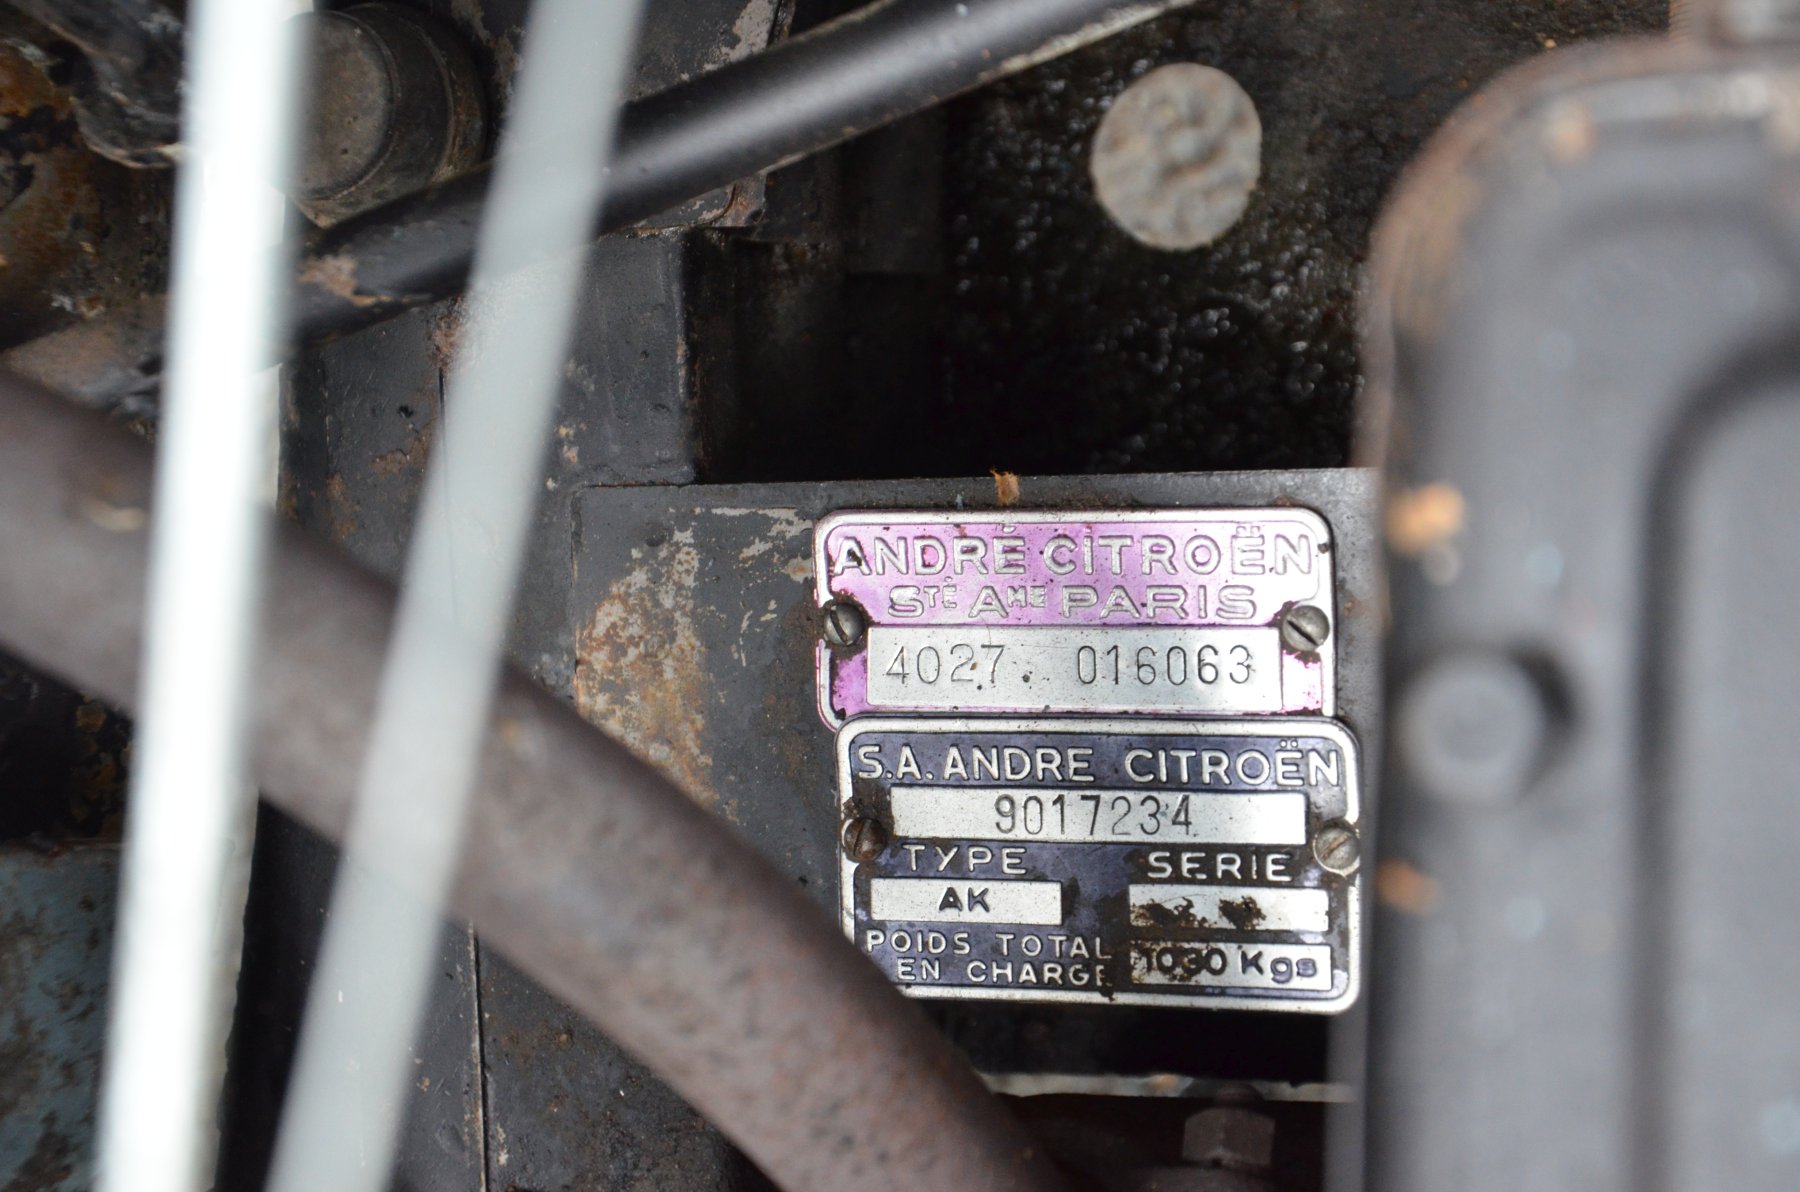 ANDRÉ CITROËN
STÉ AME PARIS
4027. 016063
S.A. ANDRE CITROËN
9017234
TYPE SERIE
AK
POIDS TOTAL
EN CHARGE 1030 Kgs